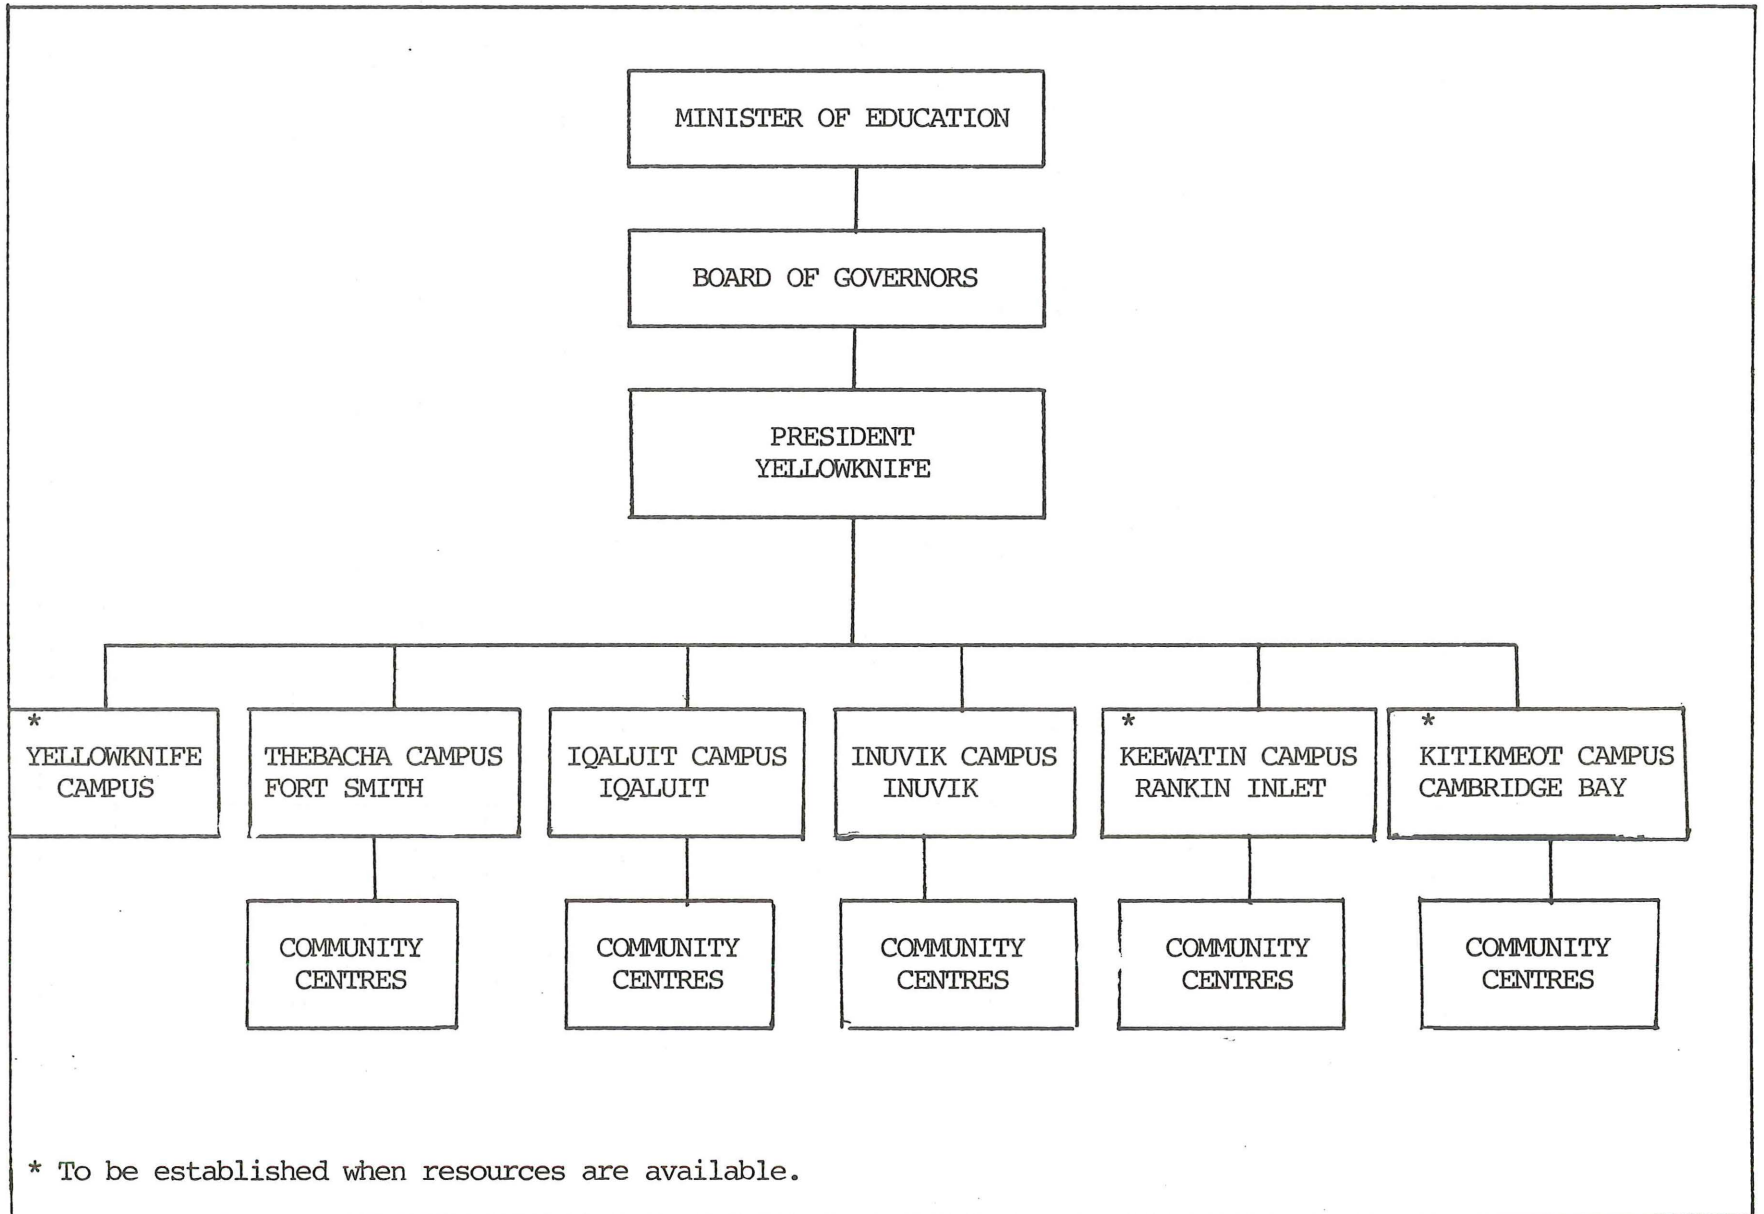 MINISTER OF EDUCATION
BOARD OF GOVERNORS
PRESIDENT
YELLOWKNIFE
*
YELLOWKNIFE
CAMPUS
THEBACHA CAMPUS
FORT SMITH
IQALUIT CAMPUS
IQALUIT
INUVIK CAMPUS
INUVIK
*
KEEWATIN CAMPUS
RANKIN INLET
*
KITIKMEOT CAMPUS
CAMBRIDGE BAY
COMMUNITY
CENTRES
COMMUNITY
CENTRES
COMMUNITY
CENTRES
COMMUNITY
CENTRES
COMMUNITY
CENTRES
* To be established when resources are available.